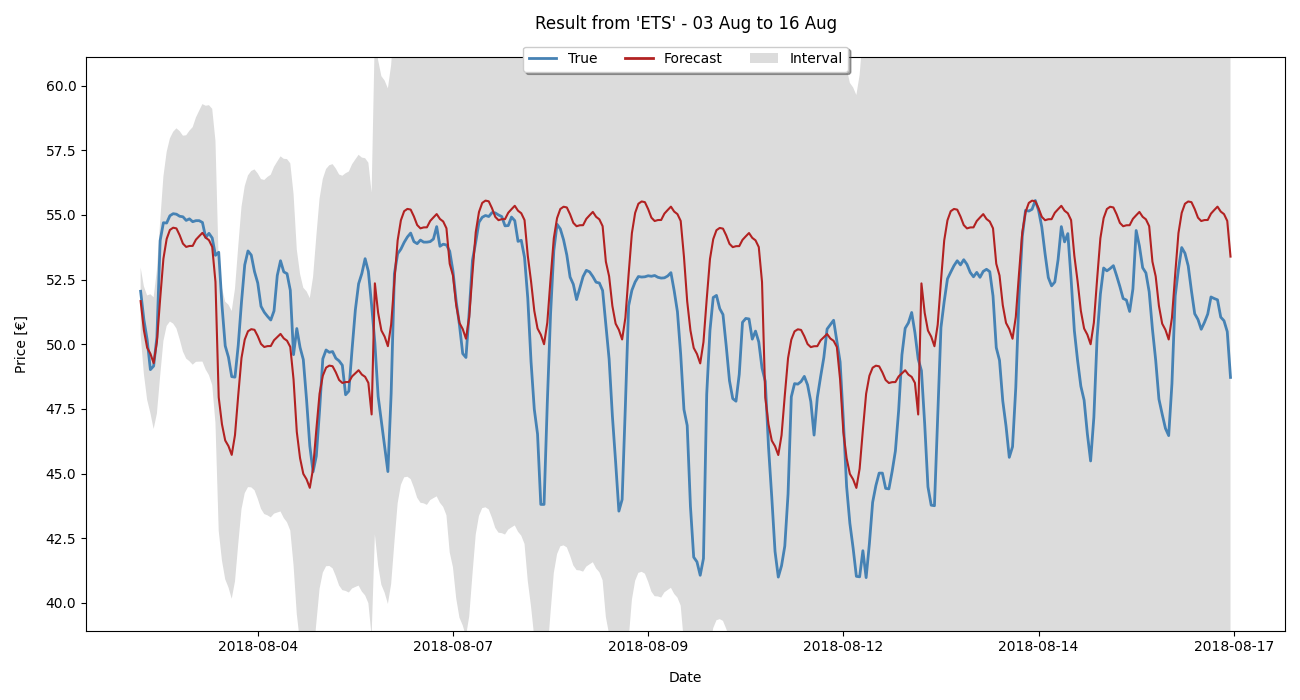 Result from 'ETS' - 03 Aug to 16 Aug
True Forecast Interval
60.0
57.5
55.0
52.5
50.0
47.5
45.0
42.5
40.0
Price [€]
2018-08-04 2018-08-07 2018-08-09 2018-08-12 2018-08-14 2018-08-17
Date